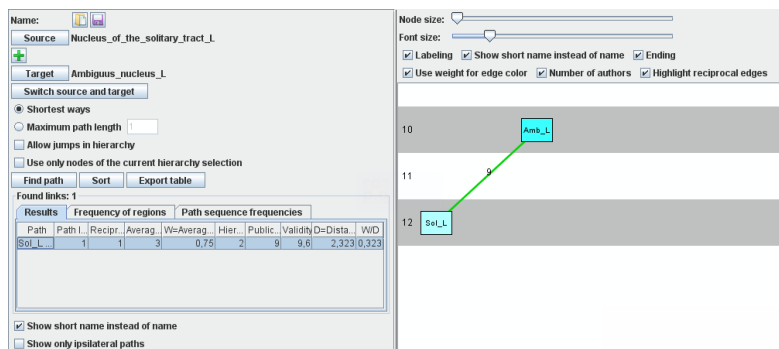 Name:
Source Nucleus_of_the_solitary_tract_L
Target Ambiguus_nucleus_L
Switch source and target
Shortest ways
Maximum path length 1
Allow jumps in hierarchy
Use only nodes of the current hierarchy selection
Find path Sort Export table
Found links: 1
Results Frequency of regions Path sequence frequencies
Path Path l... Recipr... Averag... W=Averag... Hier... Public... Validity D=Dista... W/D
Sol_L ... 1 1 3 0,75 2 9 9,6 2,323 0,323
Show short name instead of name
Show only ipsilateral paths
Node size:
Font size:
Labeling Show short name instead of name Ending
Use weight for edge color Number of authors Highlight reciprocal edges
10 Amb_L
11 9
12 Sol_L